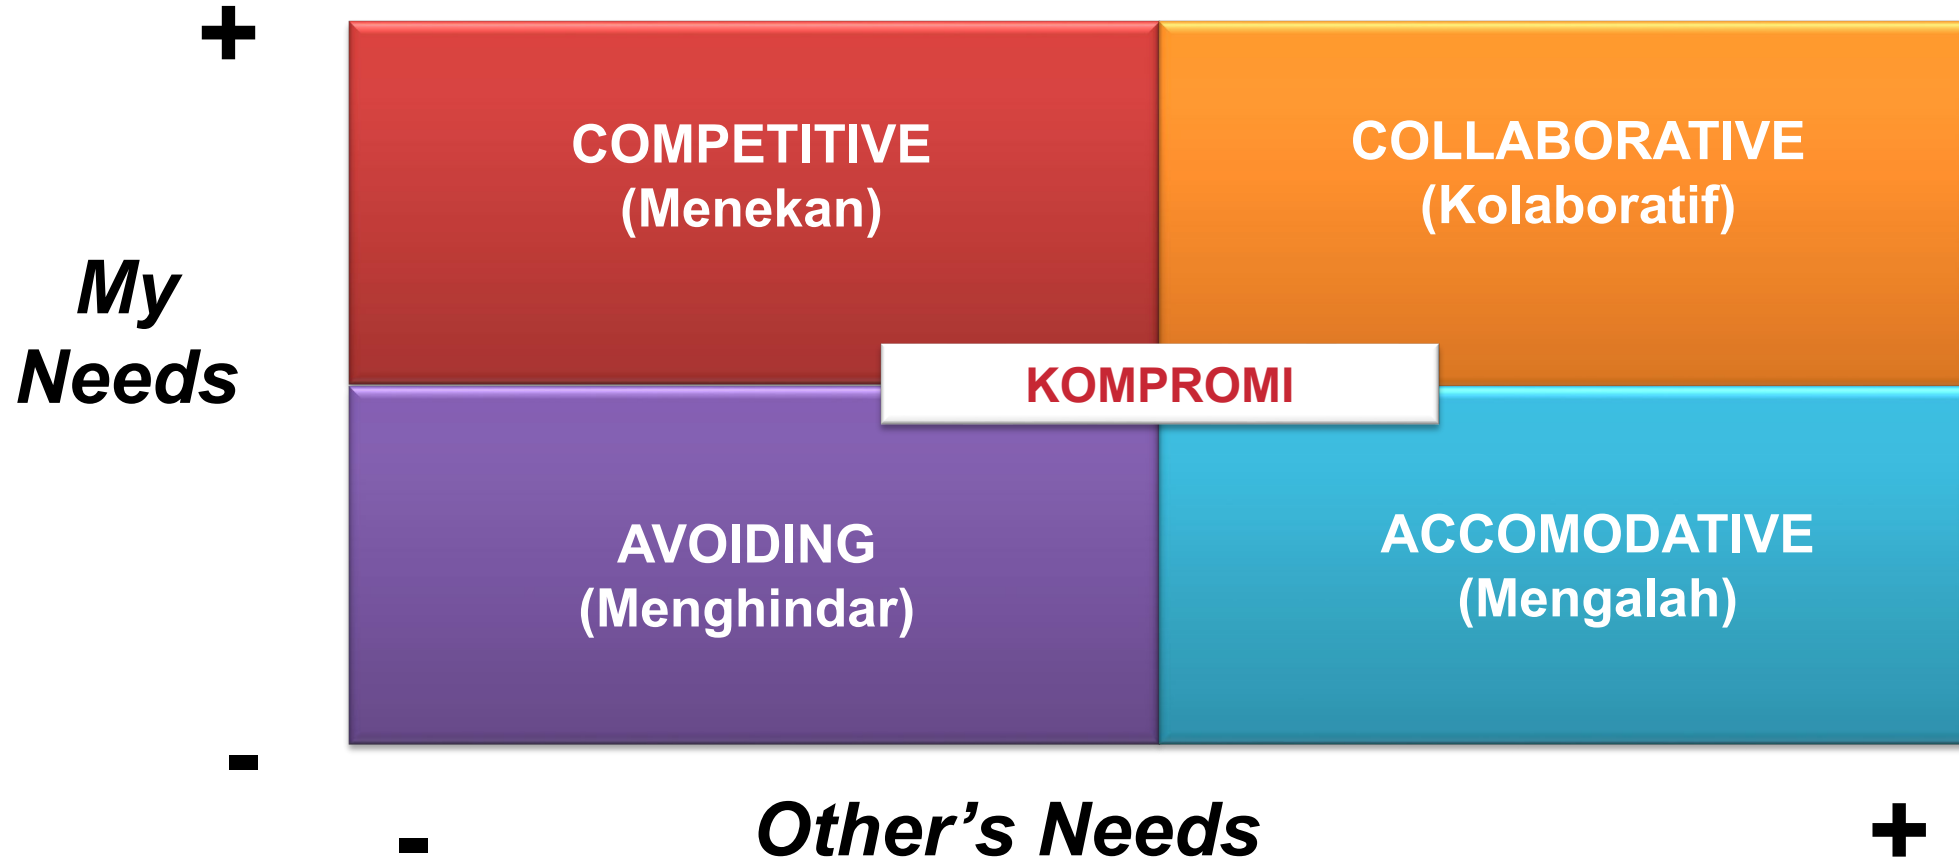 +
COMPETITIVE
(Menekan)
COLLABORATIVE
(Kolaboratif)
My
Needs
KOMPROMI
AVOIDING
(Menghindar)
ACCOMODATIVE
(Mengalah)
-
-
Other’s Needs
+